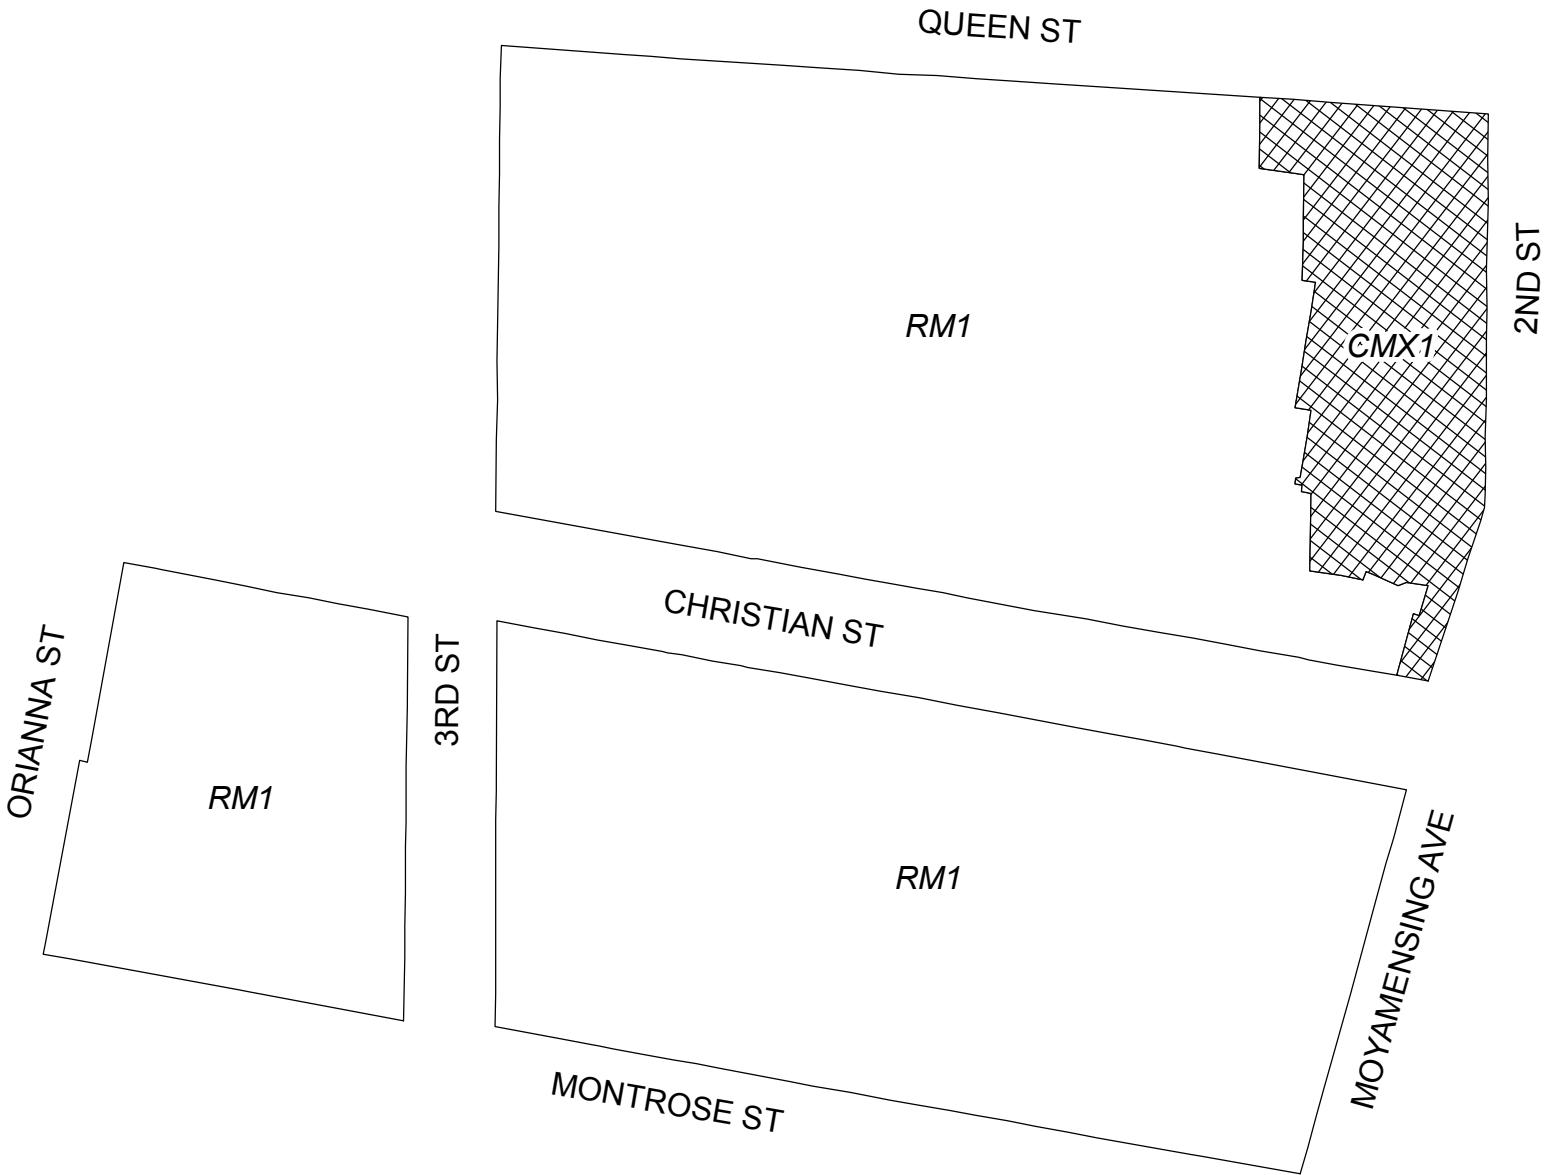 QUEEN ST
2ND ST
RM1
CMX1
CHRISTIAN ST
ORIANNA ST
3RD ST
RM1
RM1
MOYAMENSING AVE
MONTROSE ST